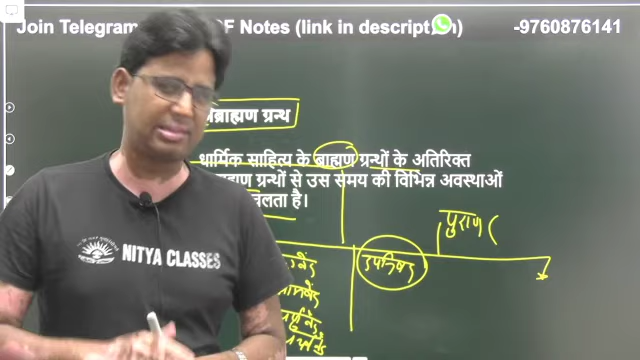 Join Telegram F Notes (link in descript n) -9760876141
अब्राह्मण ग्रन्थ
धार्मिक साहित्य के ब्राह्मण ग्रन्थों के अतिरिक्त
ग्रन्थों से उस समय की विभिन्न अवस्थाओं
चलता है।
पुराण (
उपनिषद
NITYA CLASSES